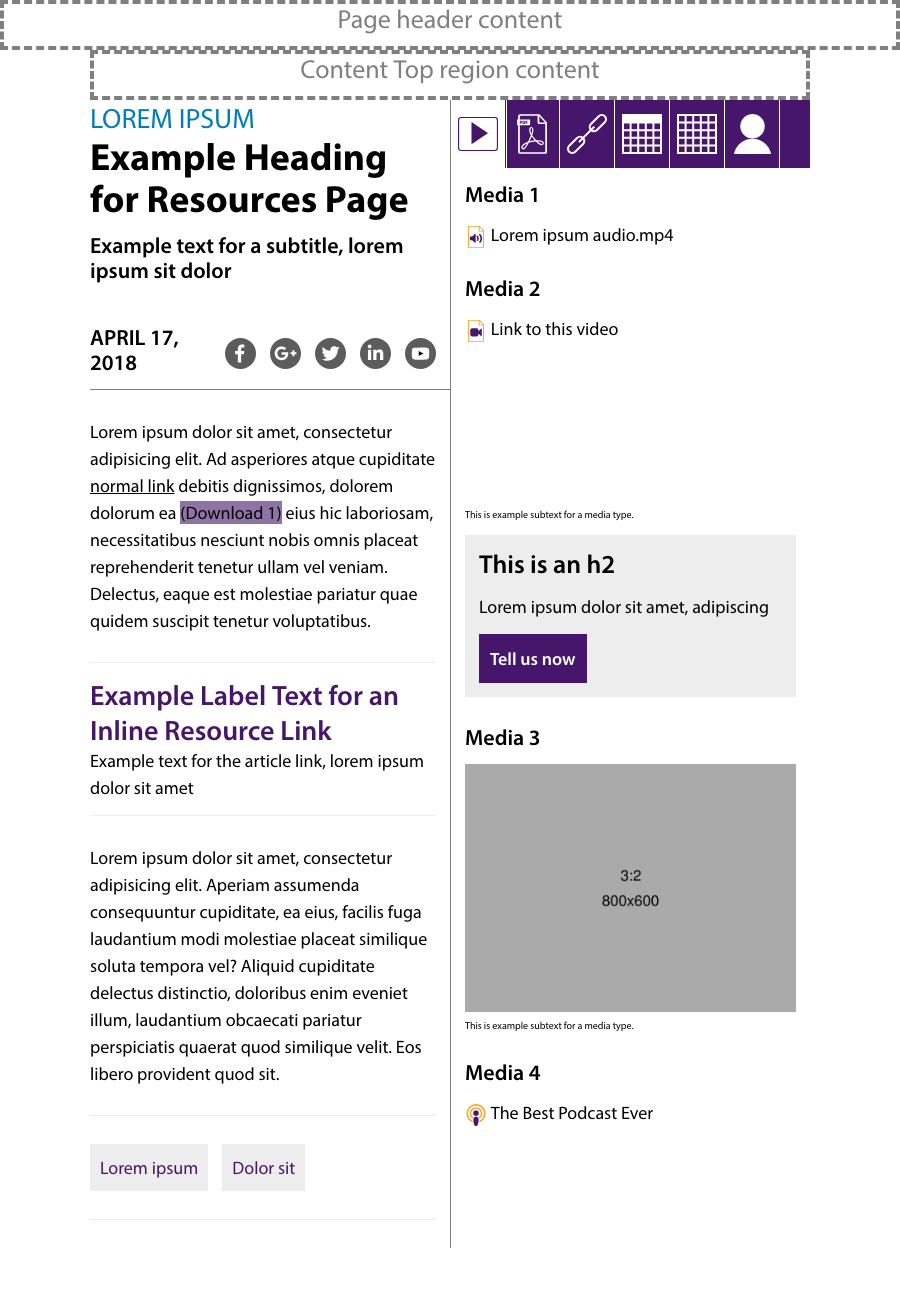 Page header content
Content Top region content
LOREM IPSUM
Example Heading
for Resources Page
Example text for a subtitle, lorem
ipsum sit dolor
APRIL 17,
2018
Lorem ipsum dolor sit amet, consectetur
adipisicing elit. Ad asperiores atque cupiditate
normal link debitis dignissimos, dolorem
dolorum ea (Download 1) eius hic laboriosam,
necessitatibus nesciunt nobis omnis placeat
reprehenderit tenetur ullam vel veniam.
Delectus, eaque est molestiae pariatur quae
quidem suscipit tenetur voluptatibus.
Example Label Text for an
Inline Resource Link
Example text for the article link, lorem ipsum
dolor sit amet
Lorem ipsum dolor sit amet, consectetur
adipisicing elit. Aperiam assumenda
consequuntur cupiditate, ea eius, facilis fuga
laudantium modi molestiae placeat similique
soluta tempora vel? Aliquid cupiditate
delectus distinctio, doloribus enim eveniet
illum, laudantium obcaecati pariatur
perspiciatis quaerat quod similique velit. Eos
libero provident quod sit.
Lorem ipsum
Dolor sit
PDF
Media 1
Lorem ipsum audio.mp4
Media 2
Link to this video
This is example subtext for a media type.
This is an h2
Lorem ipsum dolor sit amet, adipiscing
Tell us now
Media 3
3:2
800x600
This is example subtext for a media type.
Media 4
The Best Podcast Ever